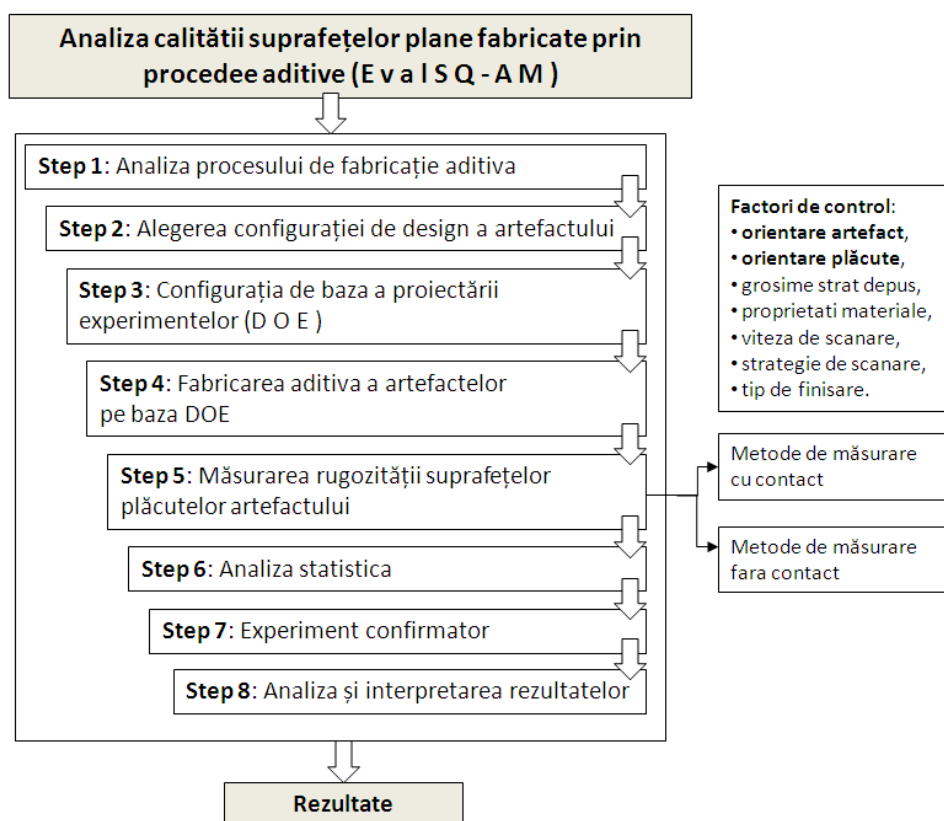 Analiza calității suprafețelor plane fabricate prin
procedee aditive (E v a l S Q - A M )
Step 1: Analiza procesului de fabricație aditiva
Step 2: Alegerea configurației de design a artefactului
Step 3: Configurația de baza a proiectării
experimentelor (D O E )
Step 4: Fabricarea aditiva a artefactelor
pe baza DOE
Step 5: Măsurarea rugozității suprafețelor
plăcutelor artefactului
Step 6: Analiza statistica
Step 7: Experiment confirmator
Step 8: Analiza și interpretarea rezultatelor
Factori de control:
• orientare artefact,
• orientare plăcute,
• grosime strat depus,
• proprietati materiale,
• viteza de scanare,
• strategie de scanare,
• tip de finisare.
Metode de măsurare
cu contact
Metode de măsurare
fara contact
Rezultate